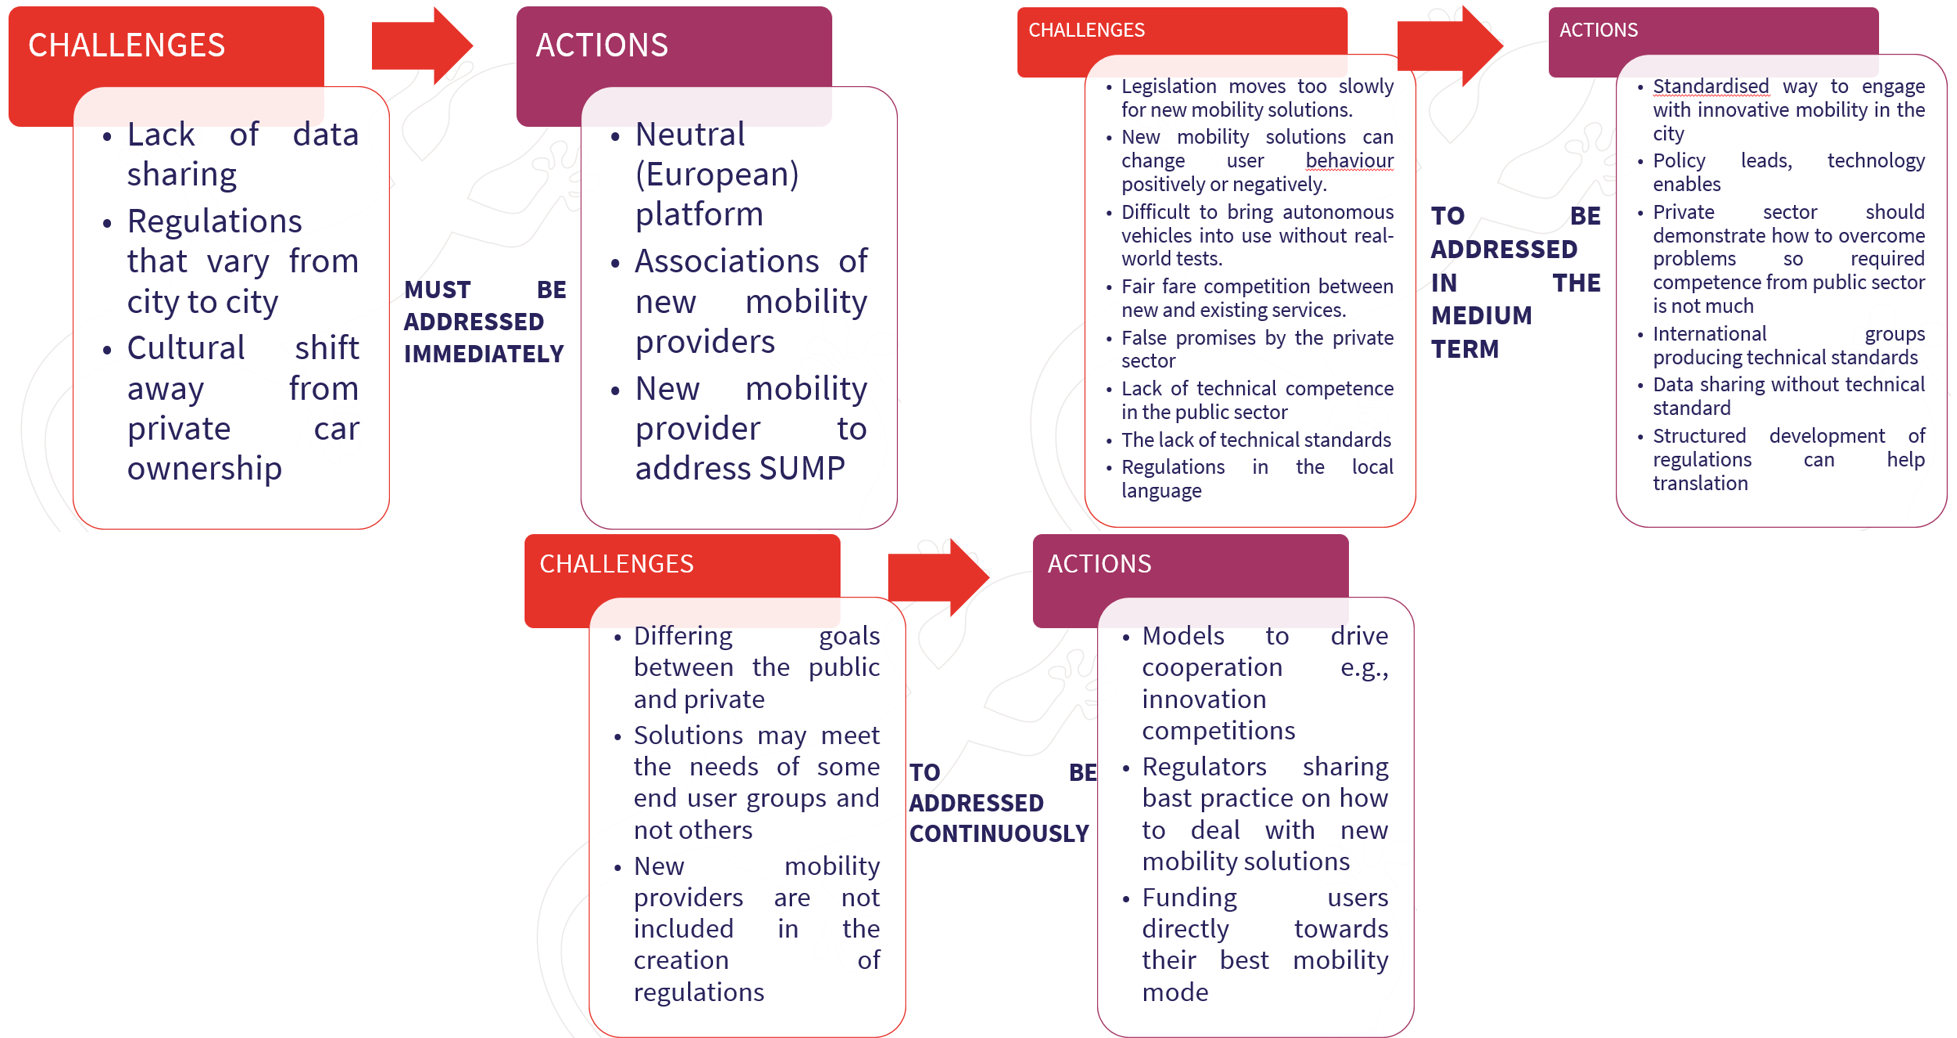 CHALLENGES
Lack of data
sharing
Regulations
that vary from
city to city
Cultural shift
away from
private car
ownership
MUST BE
ADDRESSED
IMMEDIATELY
ACTIONS
Neutral
(European)
platform
Associations of
new mobility
providers
New mobility
provider to
address SUMP
CHALLENGES
Legislation moves too slowly
for new mobility solutions.
New mobility solutions can
change user behaviour
positively or negatively.
Difficult to bring autonomous
vehicles into use without real-
world tests.
Fair fare competition between
new and existing services.
False promises by the private
sector
Lack of technical competence
in the public sector
The lack of technical standards
Regulations in the local
language
TO BE
ADDRESSED
IN THE
MEDIUM
TERM
ACTIONS
Standardised way to engage
with innovative mobility in the
city
Policy leads, technology
enables
Private sector should
demonstrate how to overcome
problems so required
competence from public sector
is not much
International groups
producing technical standards
Data sharing without technical
standard
Structured development of
regulations can help
translation
CHALLENGES
Differing goals
between the public
and private
Solutions may meet
the needs of some
end user groups and
not others
New mobility
providers are not
included in the
creation of
regulations
TO BE
ADDRESSED
CONTINUOUSLY
ACTIONS
Models to drive
cooperation e.g.,
innovation
competitions
Regulators sharing
bast practice on how
to deal with new
mobility solutions
Funding users
directly towards
their best mobility
mode